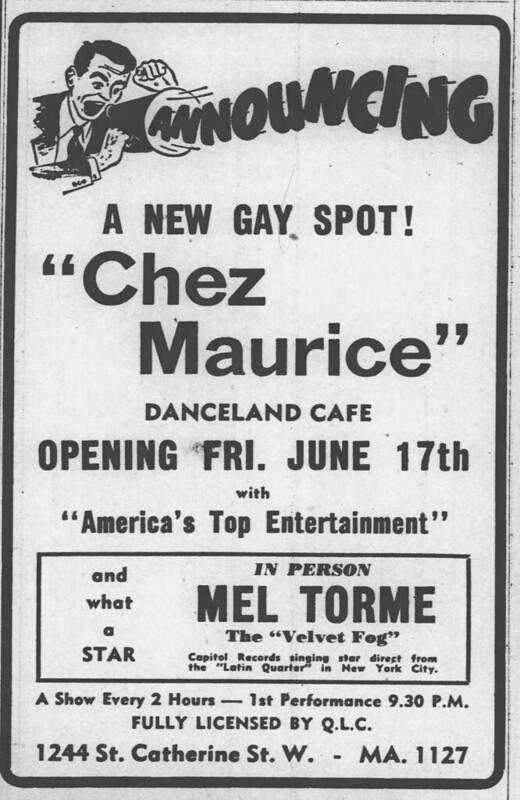 ANNOUNCING
A NEW GAY SPOT!
"Chez
Maurice"
DANCELAND CAFE
OPENING FRI. JUNE 17th
with
"America's Top Entertainment"
and
what
a
STAR
IN PERSON
MEL TORME
The "Velvet Fog"
Capitol Records singing star direct from
the "Latin Quarter" in New York City.
A Show Every 2 Hours — 1st Performance 9.30 P.M.
FULLY LICENSED BY Q.L.C.
1244 St. Catherine St. W. - MA. 1127